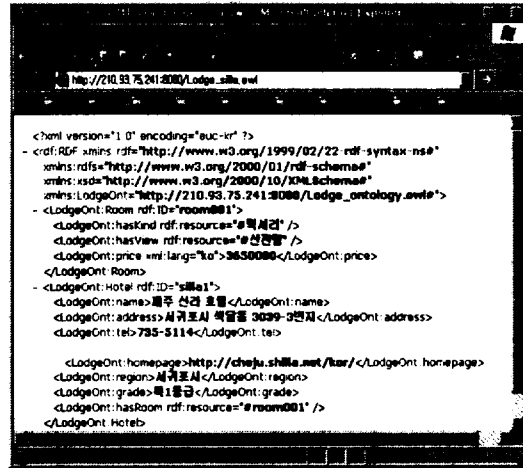 Microsoft Internet Explorer
http://210.93.75.241:8080/Lodge_silla.owl
<?xml version="1.0" encoding="euc-kr" ?>
- <rdf:RDF xmlns:rdf="http://www.w3.org/1999/02/22-rdf-syntax-ns#"
xmlns:rdfs="http://www.w3.org/2000/01/rdf-schema#"
xmlns:xsd="http://www.w3.org/2000/10/XMLSchema#"
xmlns:LodgeOnt="http://210.93.75.241:8080/Lodge_ontology.owl#">
- <LodgeOnt:Room rdf:ID="room001">
<LodgeOnt:hasKind rdf:resource="#럭셔리" />
<LodgeOnt:hasView rdf:resource="#산전망" />
<LodgeOnt:price xml:lang="ko">3650000</LodgeOnt:price>
</LodgeOnt:Room>
- <LodgeOnt:Hotel rdf:ID="silla1">
<LodgeOnt:name>제주 신라 호텔</LodgeOnt:name>
<LodgeOnt:address>서귀포시 색달동 3039-3번지</LodgeOnt:address>
<LodgeOnt:tel>735-5114</LodgeOnt:tel>
<LodgeOnt:homepage>http://cheju.shilla.net/kor/</LodgeOnt:homepage>
<LodgeOnt:region>서귀포시</LodgeOnt:region>
<LodgeOnt:grade>특1등급</LodgeOnt:grade>
<LodgeOnt:hasRoom rdf:resource="#room001" />
</LodgeOnt:Hotel>